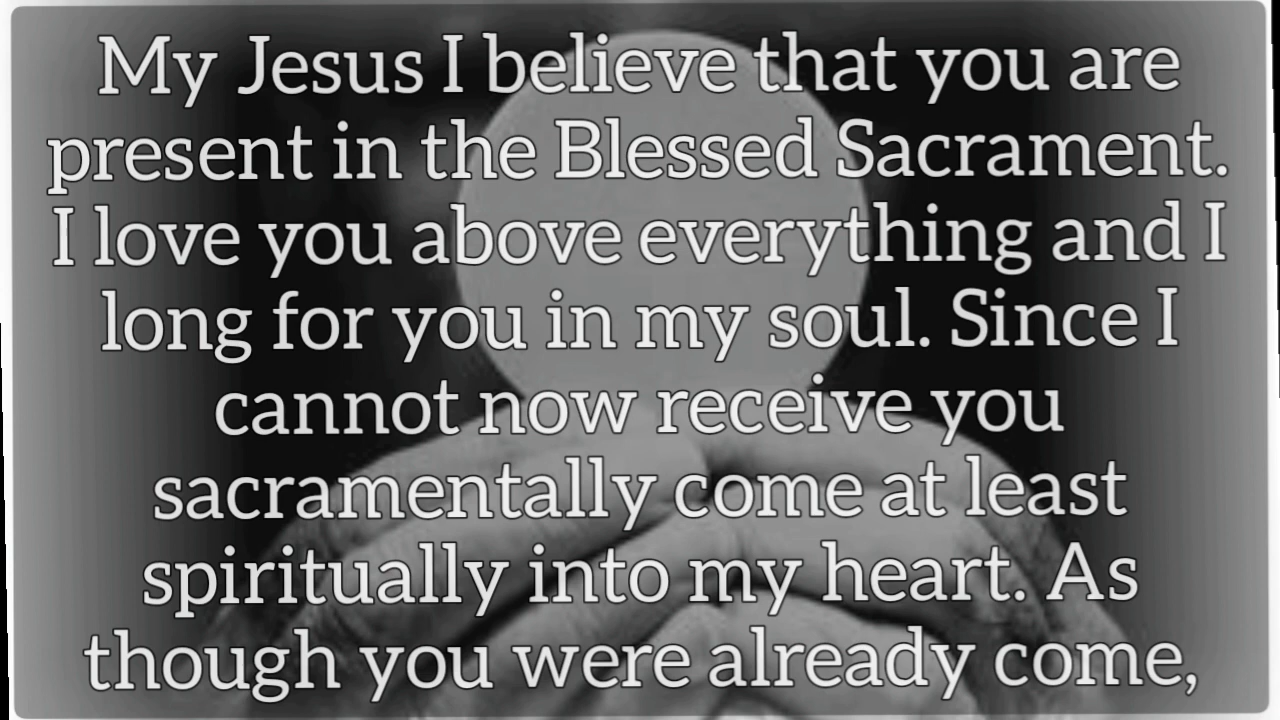 My Jesus I believe that you are
present in the Blessed Sacrament.
I love you above everything and I
long for you in my soul. Since I
cannot now receive you
sacramentally come at least
spiritually into my heart. As
though you were already come,